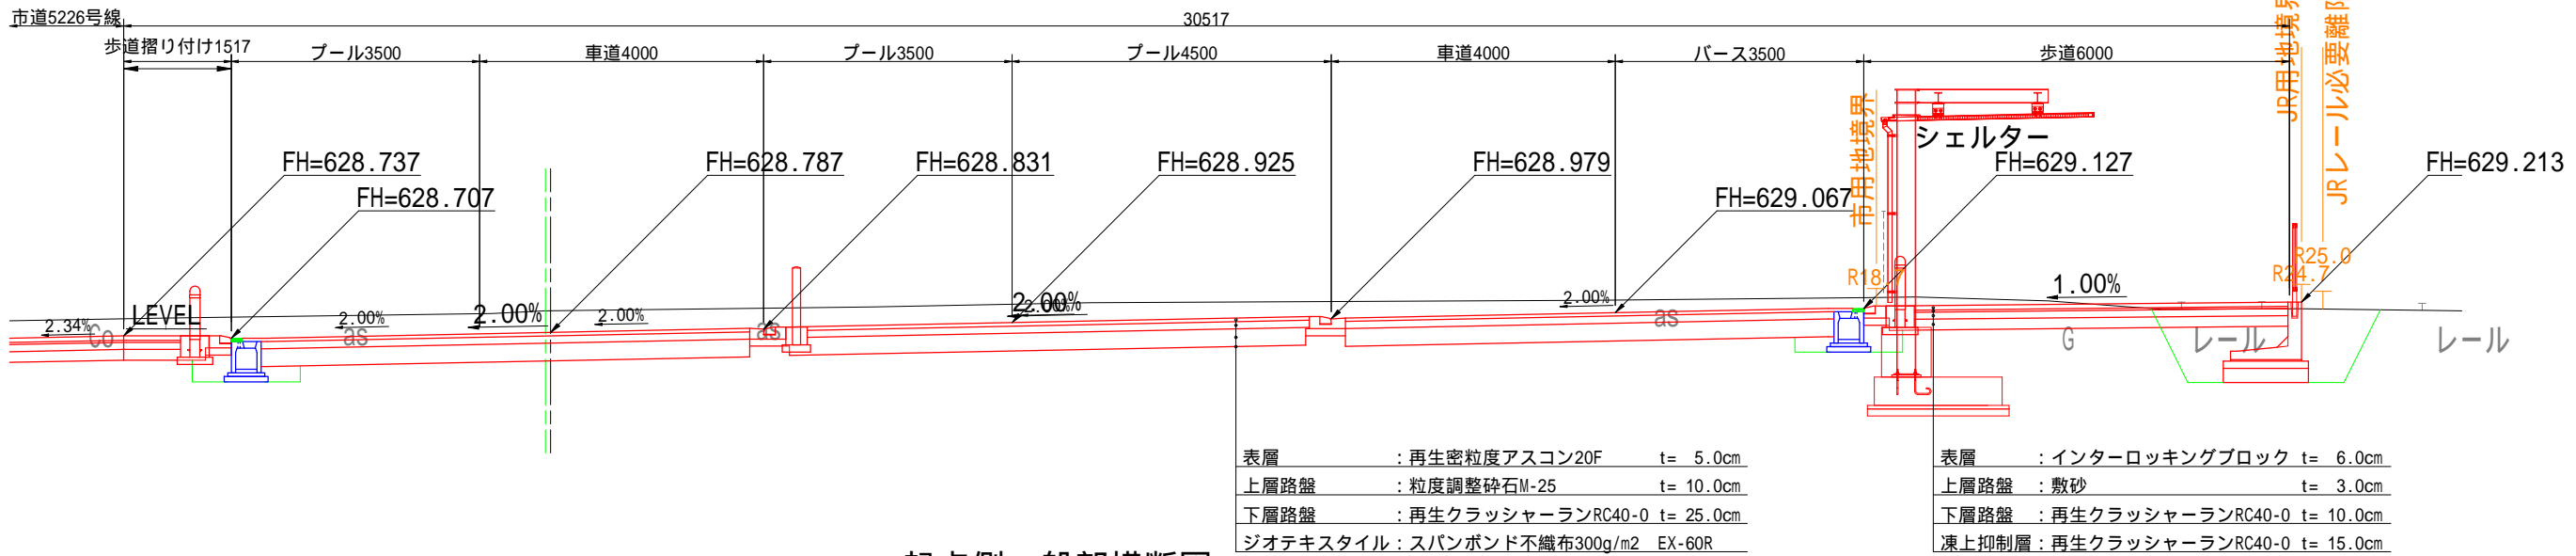 市道5226号線
30517
歩道摺り付け1517
プール3500
車道4000
プール3500
プール4500
車道4000
バース3500
歩道6000
JR用地境界
JRレール必要離
市用地境界
シェルター
FH=628.737
FH=628.707
FH=628.787
FH=628.831
FH=628.925
FH=628.979
FH=629.067
FH=629.127
FH=629.213
R18.7
R24.7
R25.0
2.34%
Co
LEVEL
2.00%
as
2.00%
2.00%
as
2.00%
2.00%
2.00%
as
1.00%
G
レール
レール
表層 :再生密粒度アスコン20F t= 5.0cm
上層路盤 :粒度調整砕石M-25 t= 10.0cm
下層路盤 :再生クラッシャーランRC40-0 t= 25.0cm
ジオテキスタイル:スパンボンド不織布300g/m2 EX-60R
表層 :インターロッキングブロック t= 6.0cm
上層路盤 :敷砂 t= 3.0cm
下層路盤 :再生クラッシャーランRC40-0 t= 10.0cm
凍上抑制層:再生クラッシャーランRC40-0 t= 15.0cm